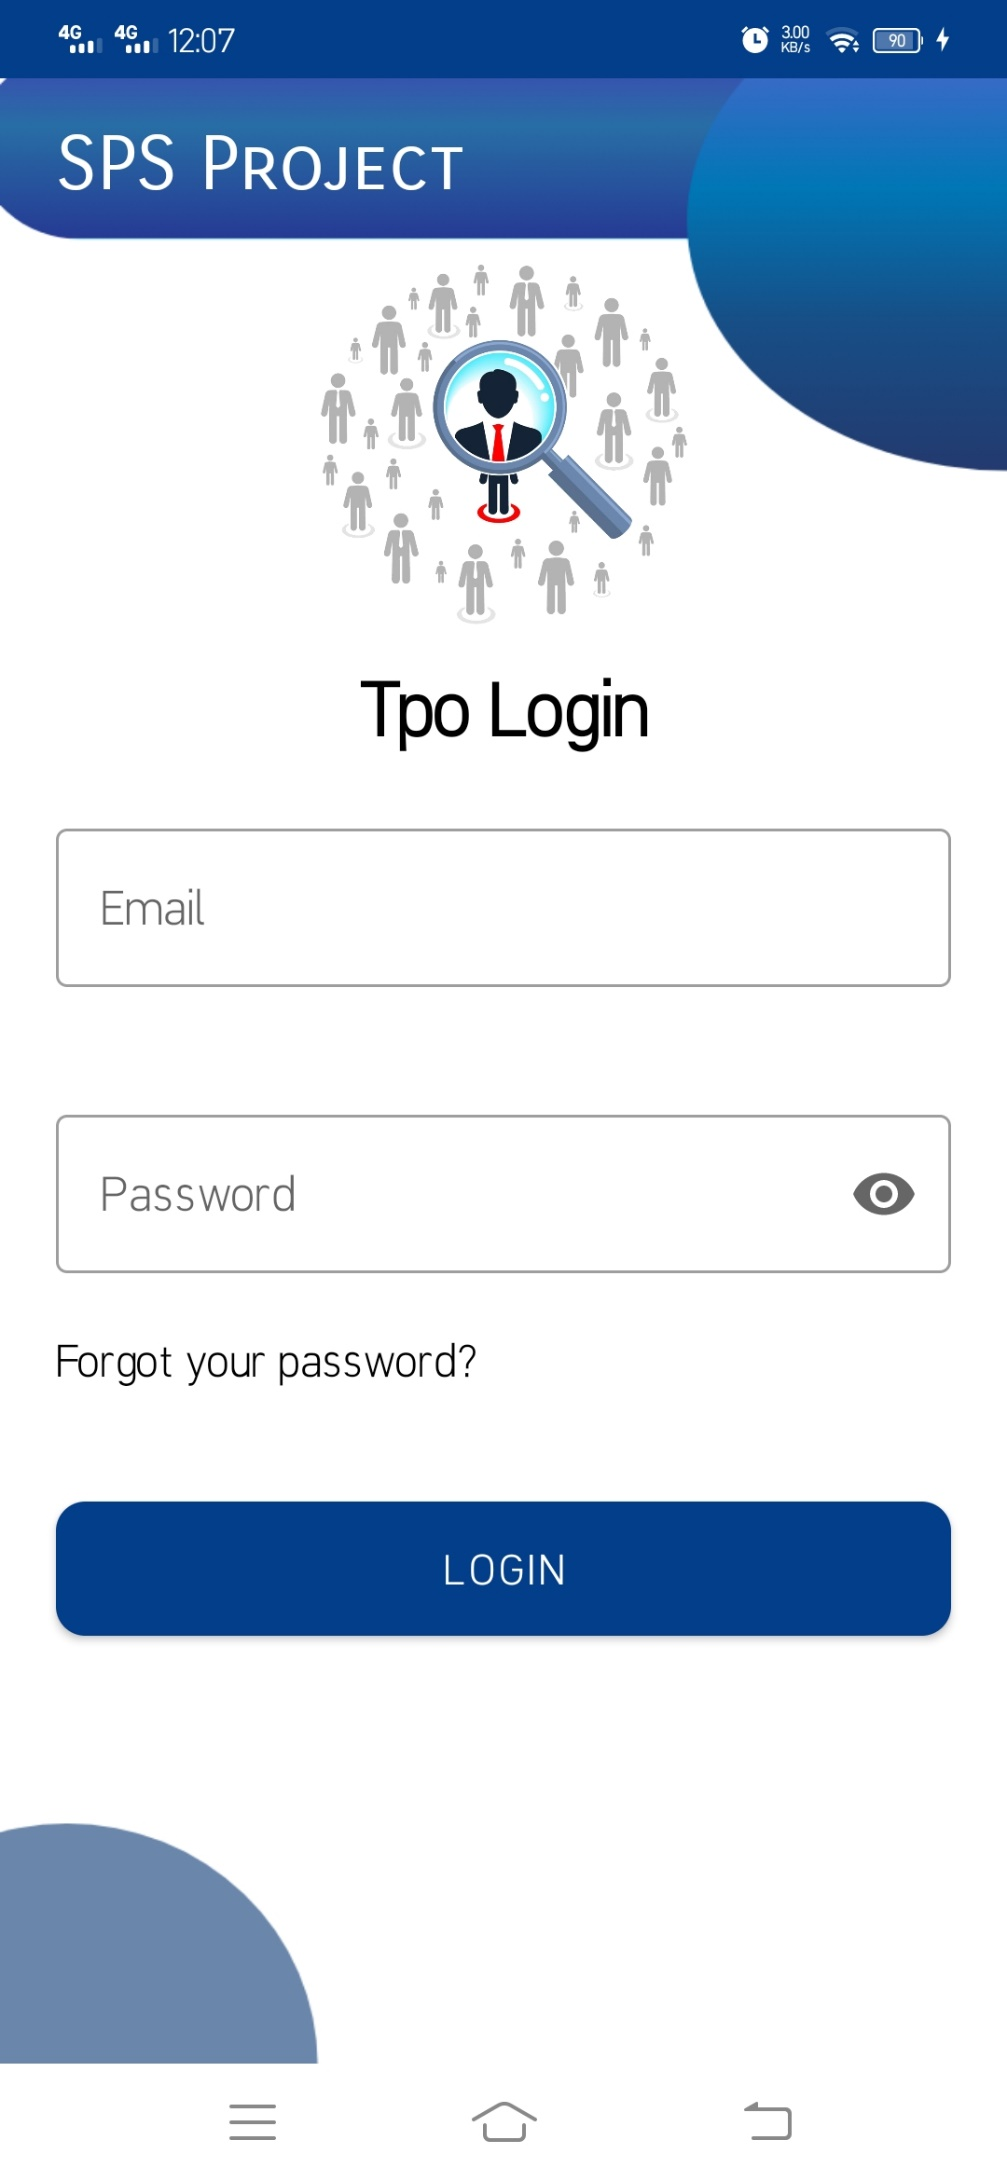 4G 4G 12:07 3.00 KB/s 90
SPS PROJECT
Tpo Login
Email
Password
Forgot your password?
LOGIN